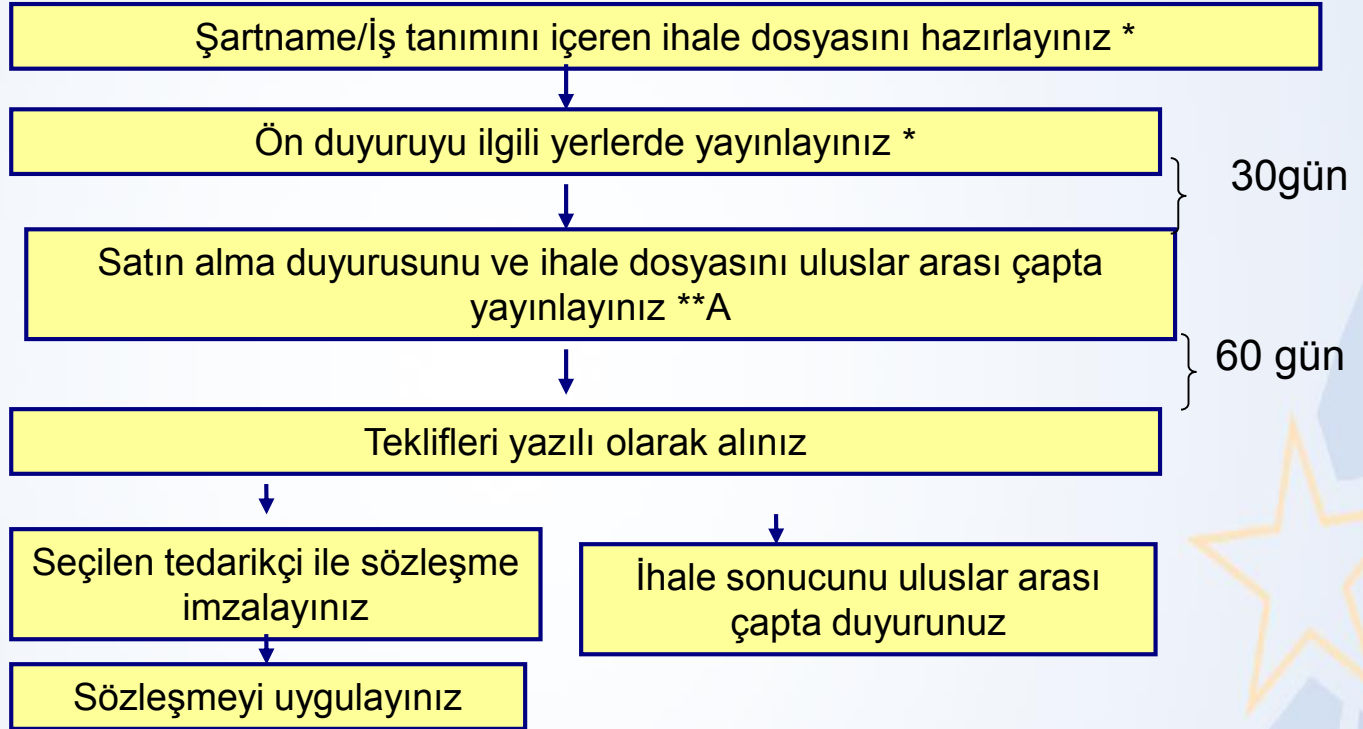 Şartname/İş tanımını içeren ihale dosyasını hazırlayınız *
Ön duyuruyu ilgili yerlerde yayınlayınız *
30gün
Satın alma duyurusunu ve ihale dosyasını uluslar arası çapta
yayınlayınız **A
60 gün
Teklifleri yazılı olarak alınız
Seçilen tedarikçi ile sözleşme
imzalayınız
İhale sonucunu uluslar arası
çapta duyurunuz
Sözleşmeyi uygulayınız